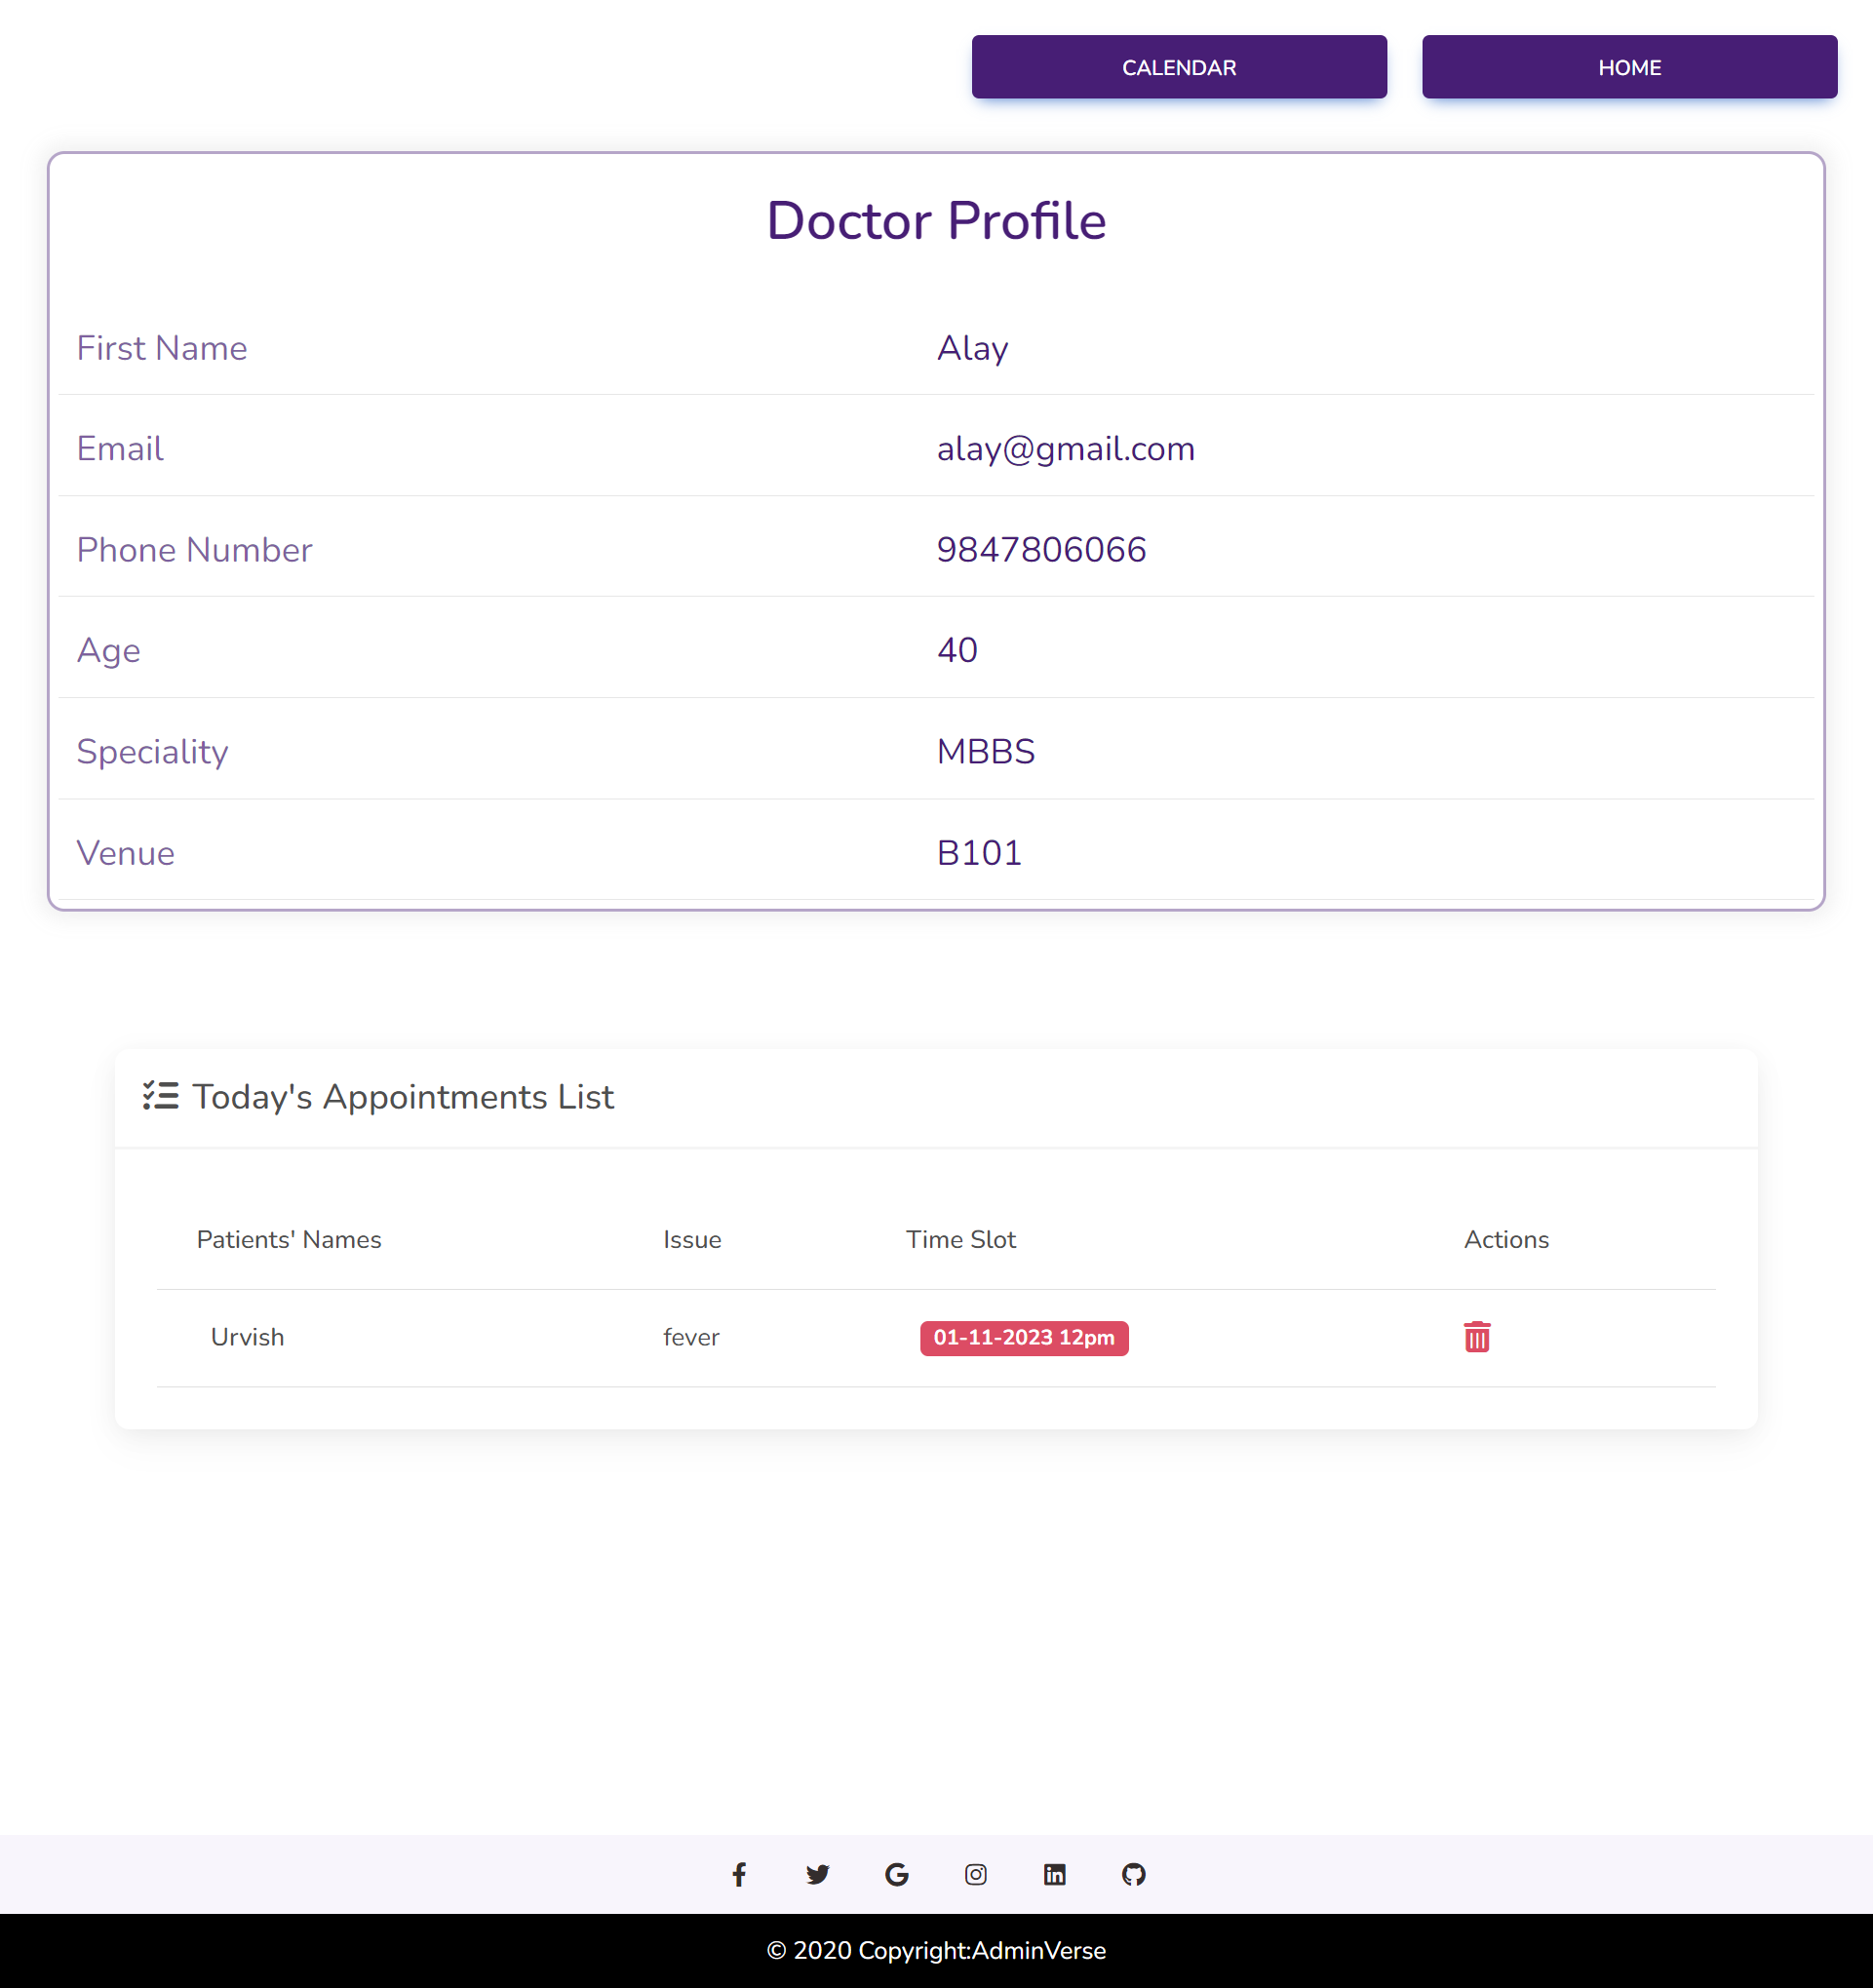 CALENDAR HOME
Doctor Profile
First Name Alay
Email alay@gmail.com
Phone Number 9847806066
Age 40
Speciality MBBS
Venue B101
Today's Appointments List
Patients' Names Issue Time Slot Actions
Urvish fever 01-11-2023 12pm
© 2020 Copyright:AdminVerse